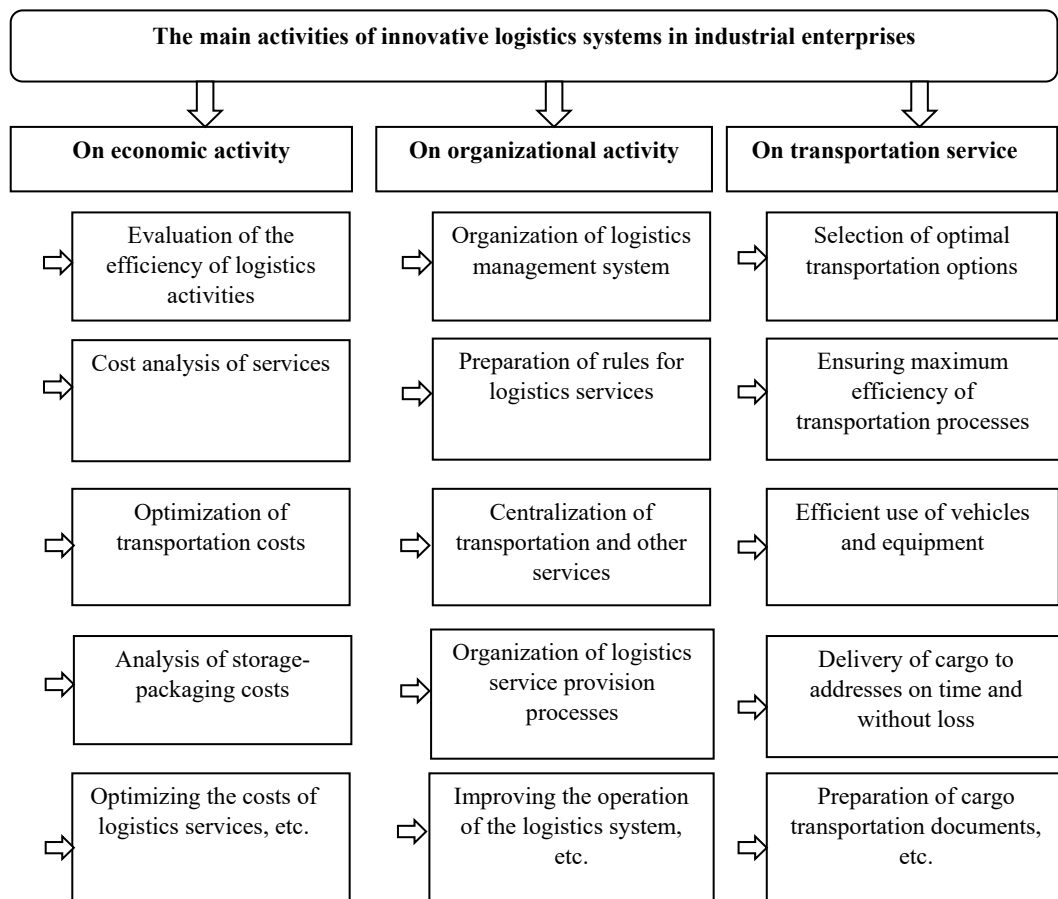 The main activities of innovative logistics systems in industrial enterprises
On economic activity
On organizational activity
On transportation service
Evaluation of the
efficiency of logistics
activities
Organization of logistics
management system
Selection of optimal
transportation options
Cost analysis of services
Preparation of rules for
logistics services
Ensuring maximum
efficiency of
transportation processes
Optimization of
transportation costs
Centralization of
transportation and other
services
Efficient use of vehicles
and equipment
Analysis of storage-
packaging costs
Organization of logistics
service provision
processes
Delivery of cargo to
addresses on time and
without loss
Optimizing the costs of
logistics services, etc.
Improving the operation
of the logistics system,
etc.
Preparation of cargo
transportation documents,
etc.